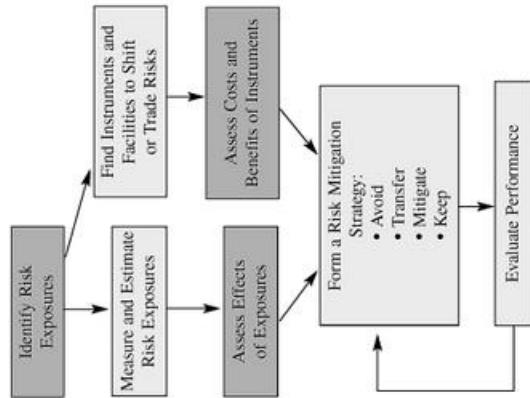 Identify Risk
Exposures
Measure and Estimate
Risk Exposures
Find Instruments and
Facilities to Shift
or Trade Risks
Assess Effects
of Exposures
Assess Costs and
Benefits of Instruments
Form a Risk Mitigation
Strategy:
• Avoid
• Transfer
• Mitigate
• Keep
Evaluate Performance